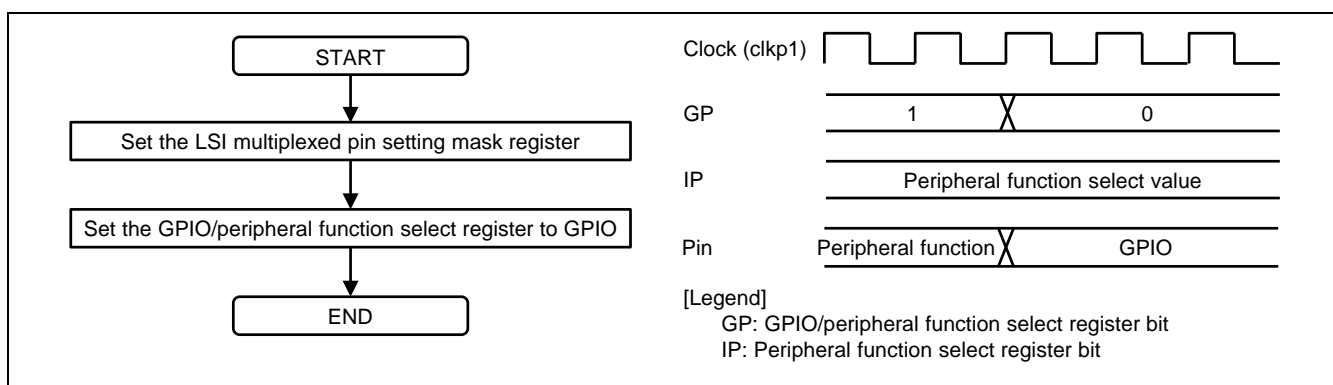 START
Set the LSI multiplexed pin setting mask register
Set the GPIO/peripheral function select register to GPIO
END
Clock (clkp1)
GP
1
0
IP
Peripheral function select value
Pin
Peripheral function
GPIO
[Legend]
GP: GPIO/peripheral function select register bit
IP: Peripheral function select register bit